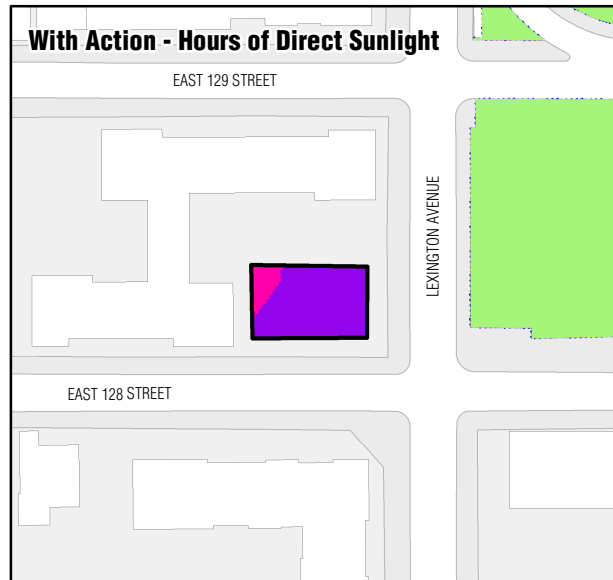 With Action - Hours of Direct Sunlight
EAST 129 STREET
LEXINGTON AVENUE
EAST 128 STREET